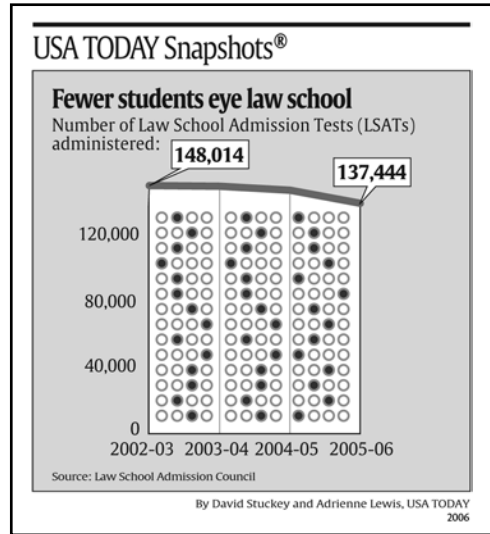 USA TODAY Snapshots®
Fewer students eye law school
Number of Law School Admission Tests (LSATs)
administered:
148,014
137,444
120,000
80,000
40,000
0
2002-03 2003-04 2004-05 2005-06
Source: Law School Admission Council
By David Stuckey and Adrienne Lewis, USA TODAY
2006